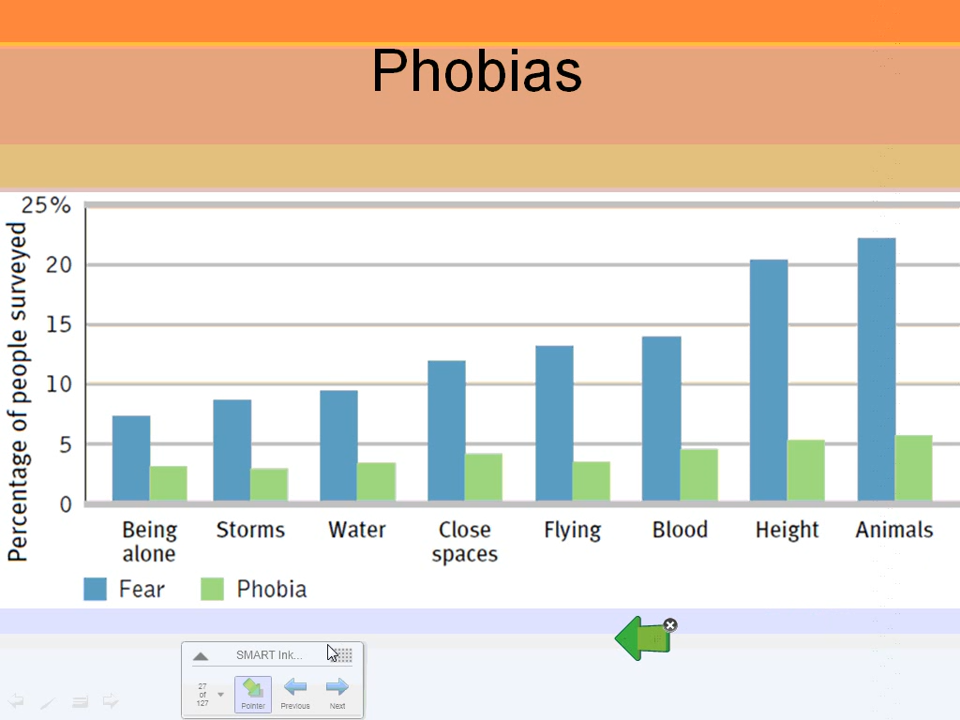 Phobias
25%
20
15
10
5
0
Percentage of people surveyed
Being alone
Storms
Water
Close spaces
Flying
Blood
Height
Animals
Fear
Phobia
SMART Ink...
27
of
127
Pointer
Previous
Next